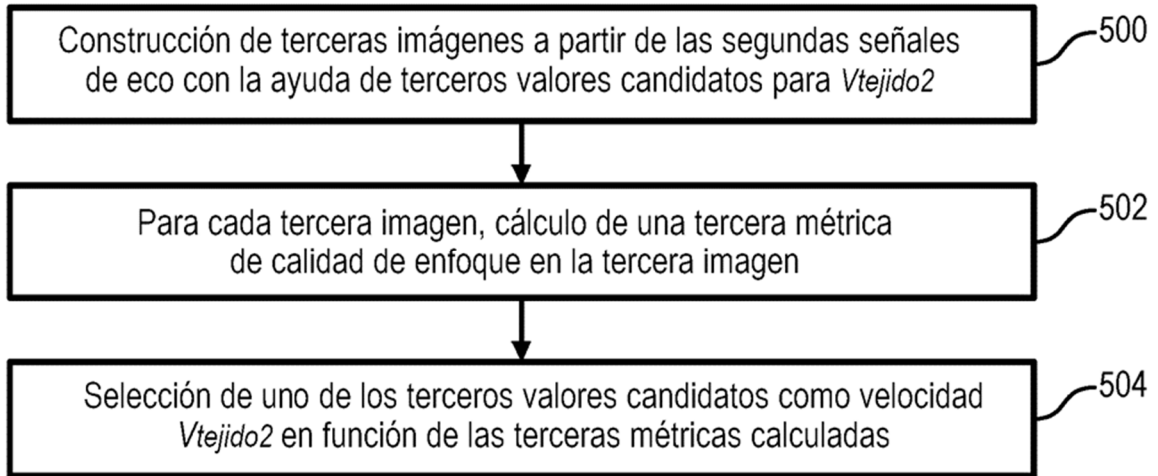 Construcción de terceras imágenes a partir de las segundas señales
de eco con la ayuda de terceros valores candidatos para Vtejido2
500
Para cada tercera imagen, cálculo de una tercera métrica
de calidad de enfoque en la tercera imagen
502
Selección de uno de los terceros valores candidatos como velocidad
Vtejido2 en función de las terceras métricas calculadas
504